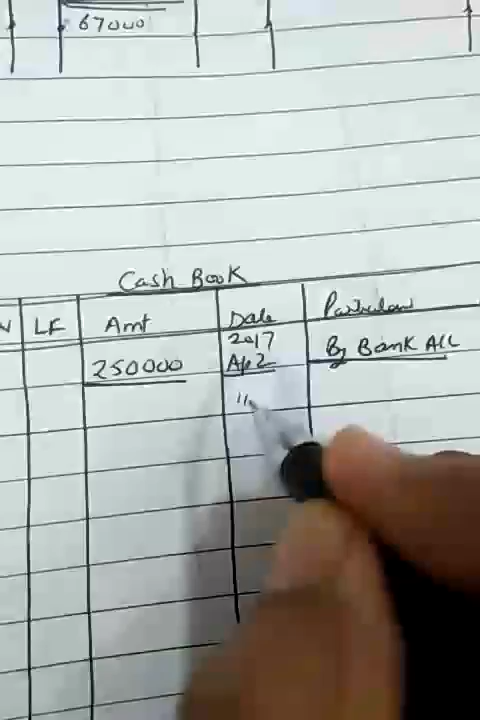 67000
Cash Book
LF Amt Date Particulars
2017
250000 Ap 2 By Bank A/c
"